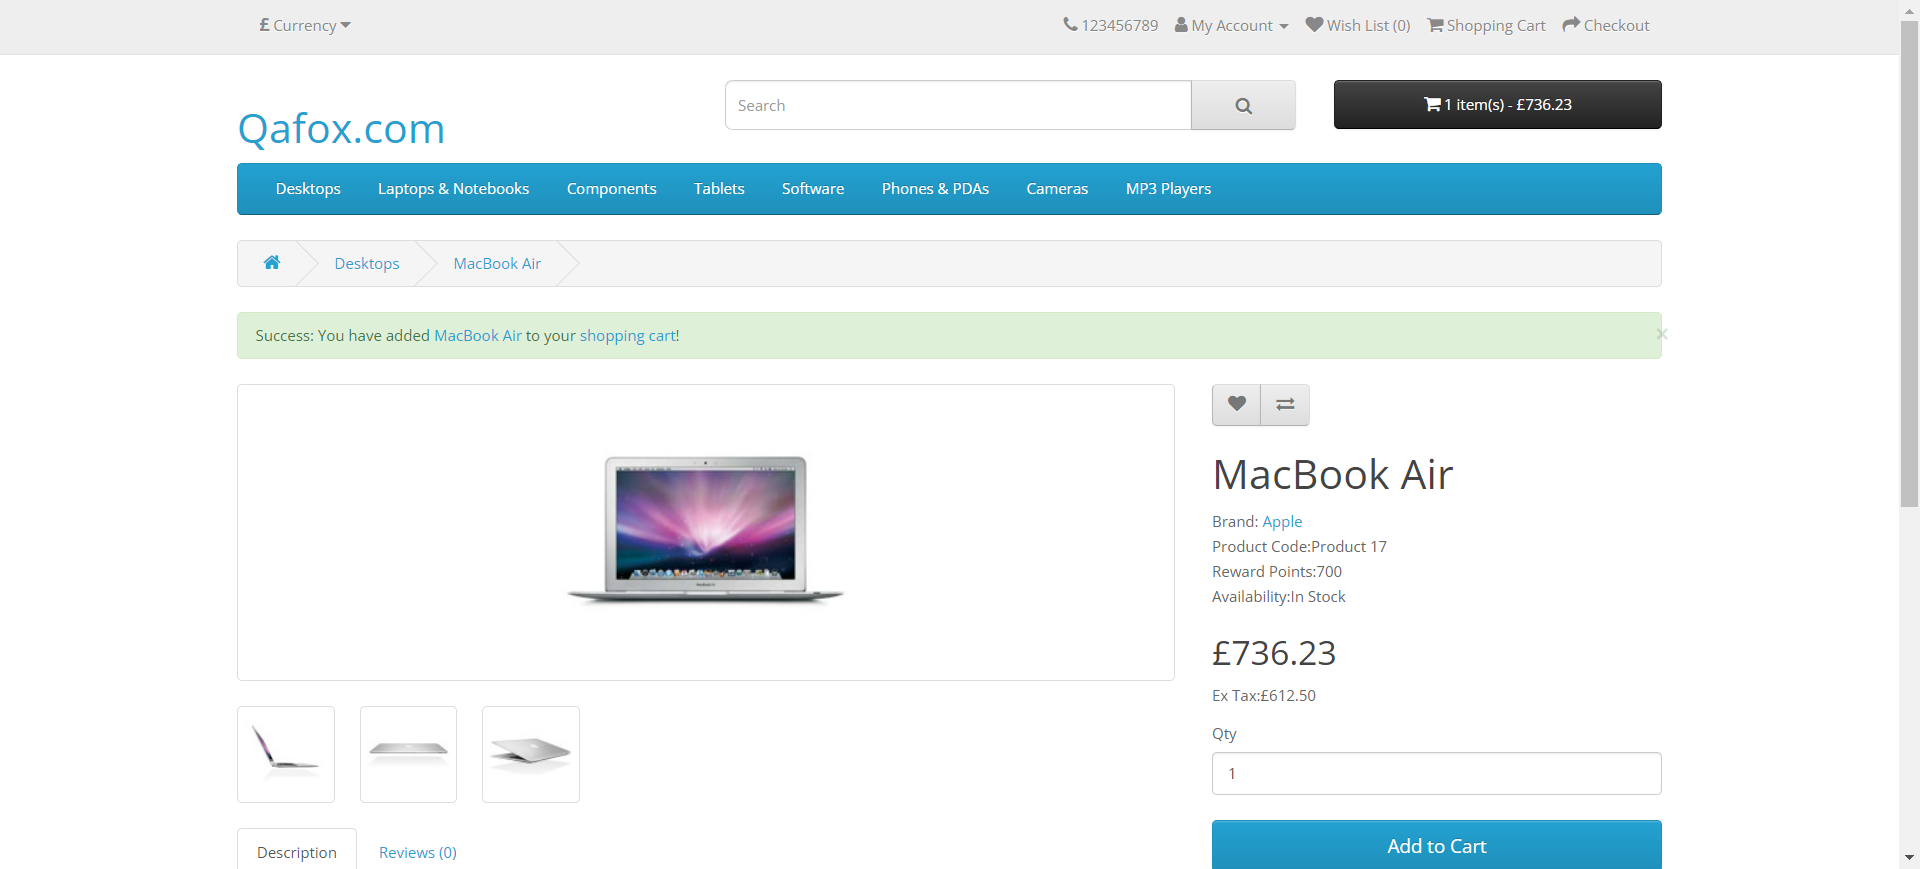 £ Currency
123456789 My Account Wish List (0) Shopping Cart Checkout
Qafox.com
Search
1 item(s) - £736.23
Desktops Laptops & Notebooks Components Tablets Software Phones & PDAs Cameras MP3 Players
Desktops MacBook Air
Success: You have added MacBook Air to your shopping cart!
×
MacBook Air
Brand: Apple
Product Code:Product 17
Reward Points:700
Availability:In Stock
£736.23
Ex Tax:£612.50
Qty
1
Add to Cart
Description Reviews (0)